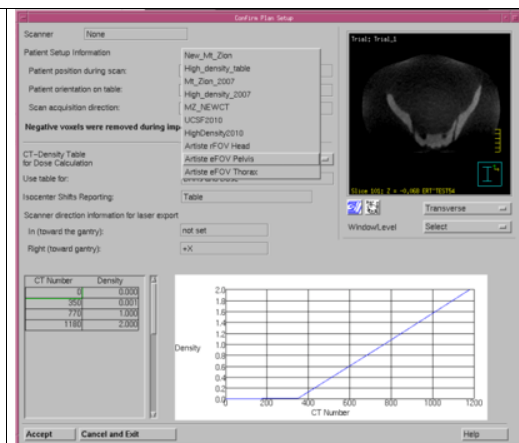 Confirm Plan Setup
Scanner None
Patient Setup Information
Patient position during scan:
Patient orientation on table:
Scan acquisition direction:
Negative voxels were removed during
New_Mt_Zion
High_density_table
Mt_Zion_2007
High_density_2007
MZ_NEWCT
UCSF2010
HighDensity2010
Artiste rFOV Head
Artiste eFOV Pelvis
Artiste eFOV Thorax
CT-Density Table
for Dose Calculation
Use table for:
Isocenter Shifts Reporting: Table
Scanner direction information for laser export
In (toward the gantry): not set
Right (toward gantry): +X
Trial: Trial_1
Slice 101: Z = -0.068
Transverse
WindowLevel Select
CT Number Density
0 0.000
350 0.001
770 1.000
1180 2.000
2.0
1.8
1.6
1.4
1.2
1.0
0.8
0.6
0.4
0.2
0.0
Density
200 400 600 800 1000 1200
CT Number
Accept Cancel and Exit Help